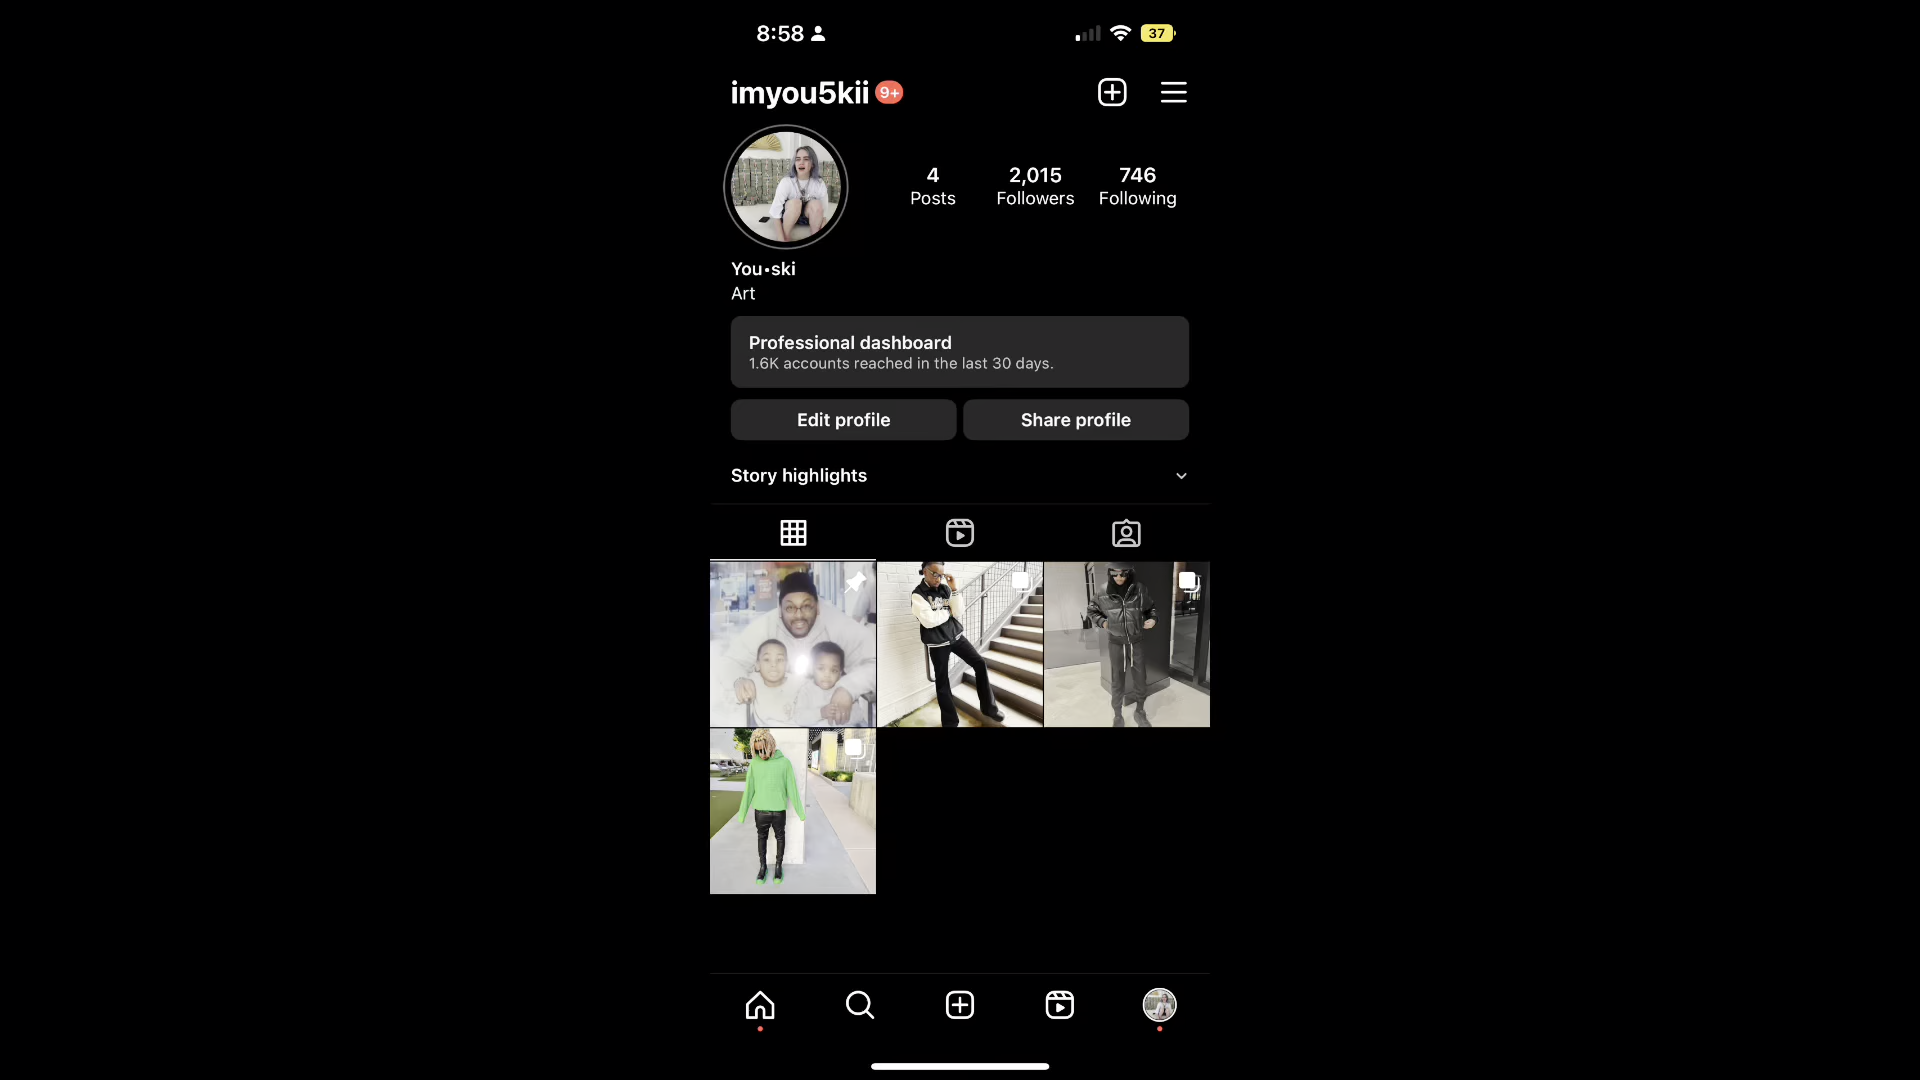 8:58
37
imyou5kii 9+
4 2,015 746
Posts Followers Following
You•ski
Art
Professional dashboard
1.6K accounts reached in the last 30 days.
Edit profile Share profile
Story highlights